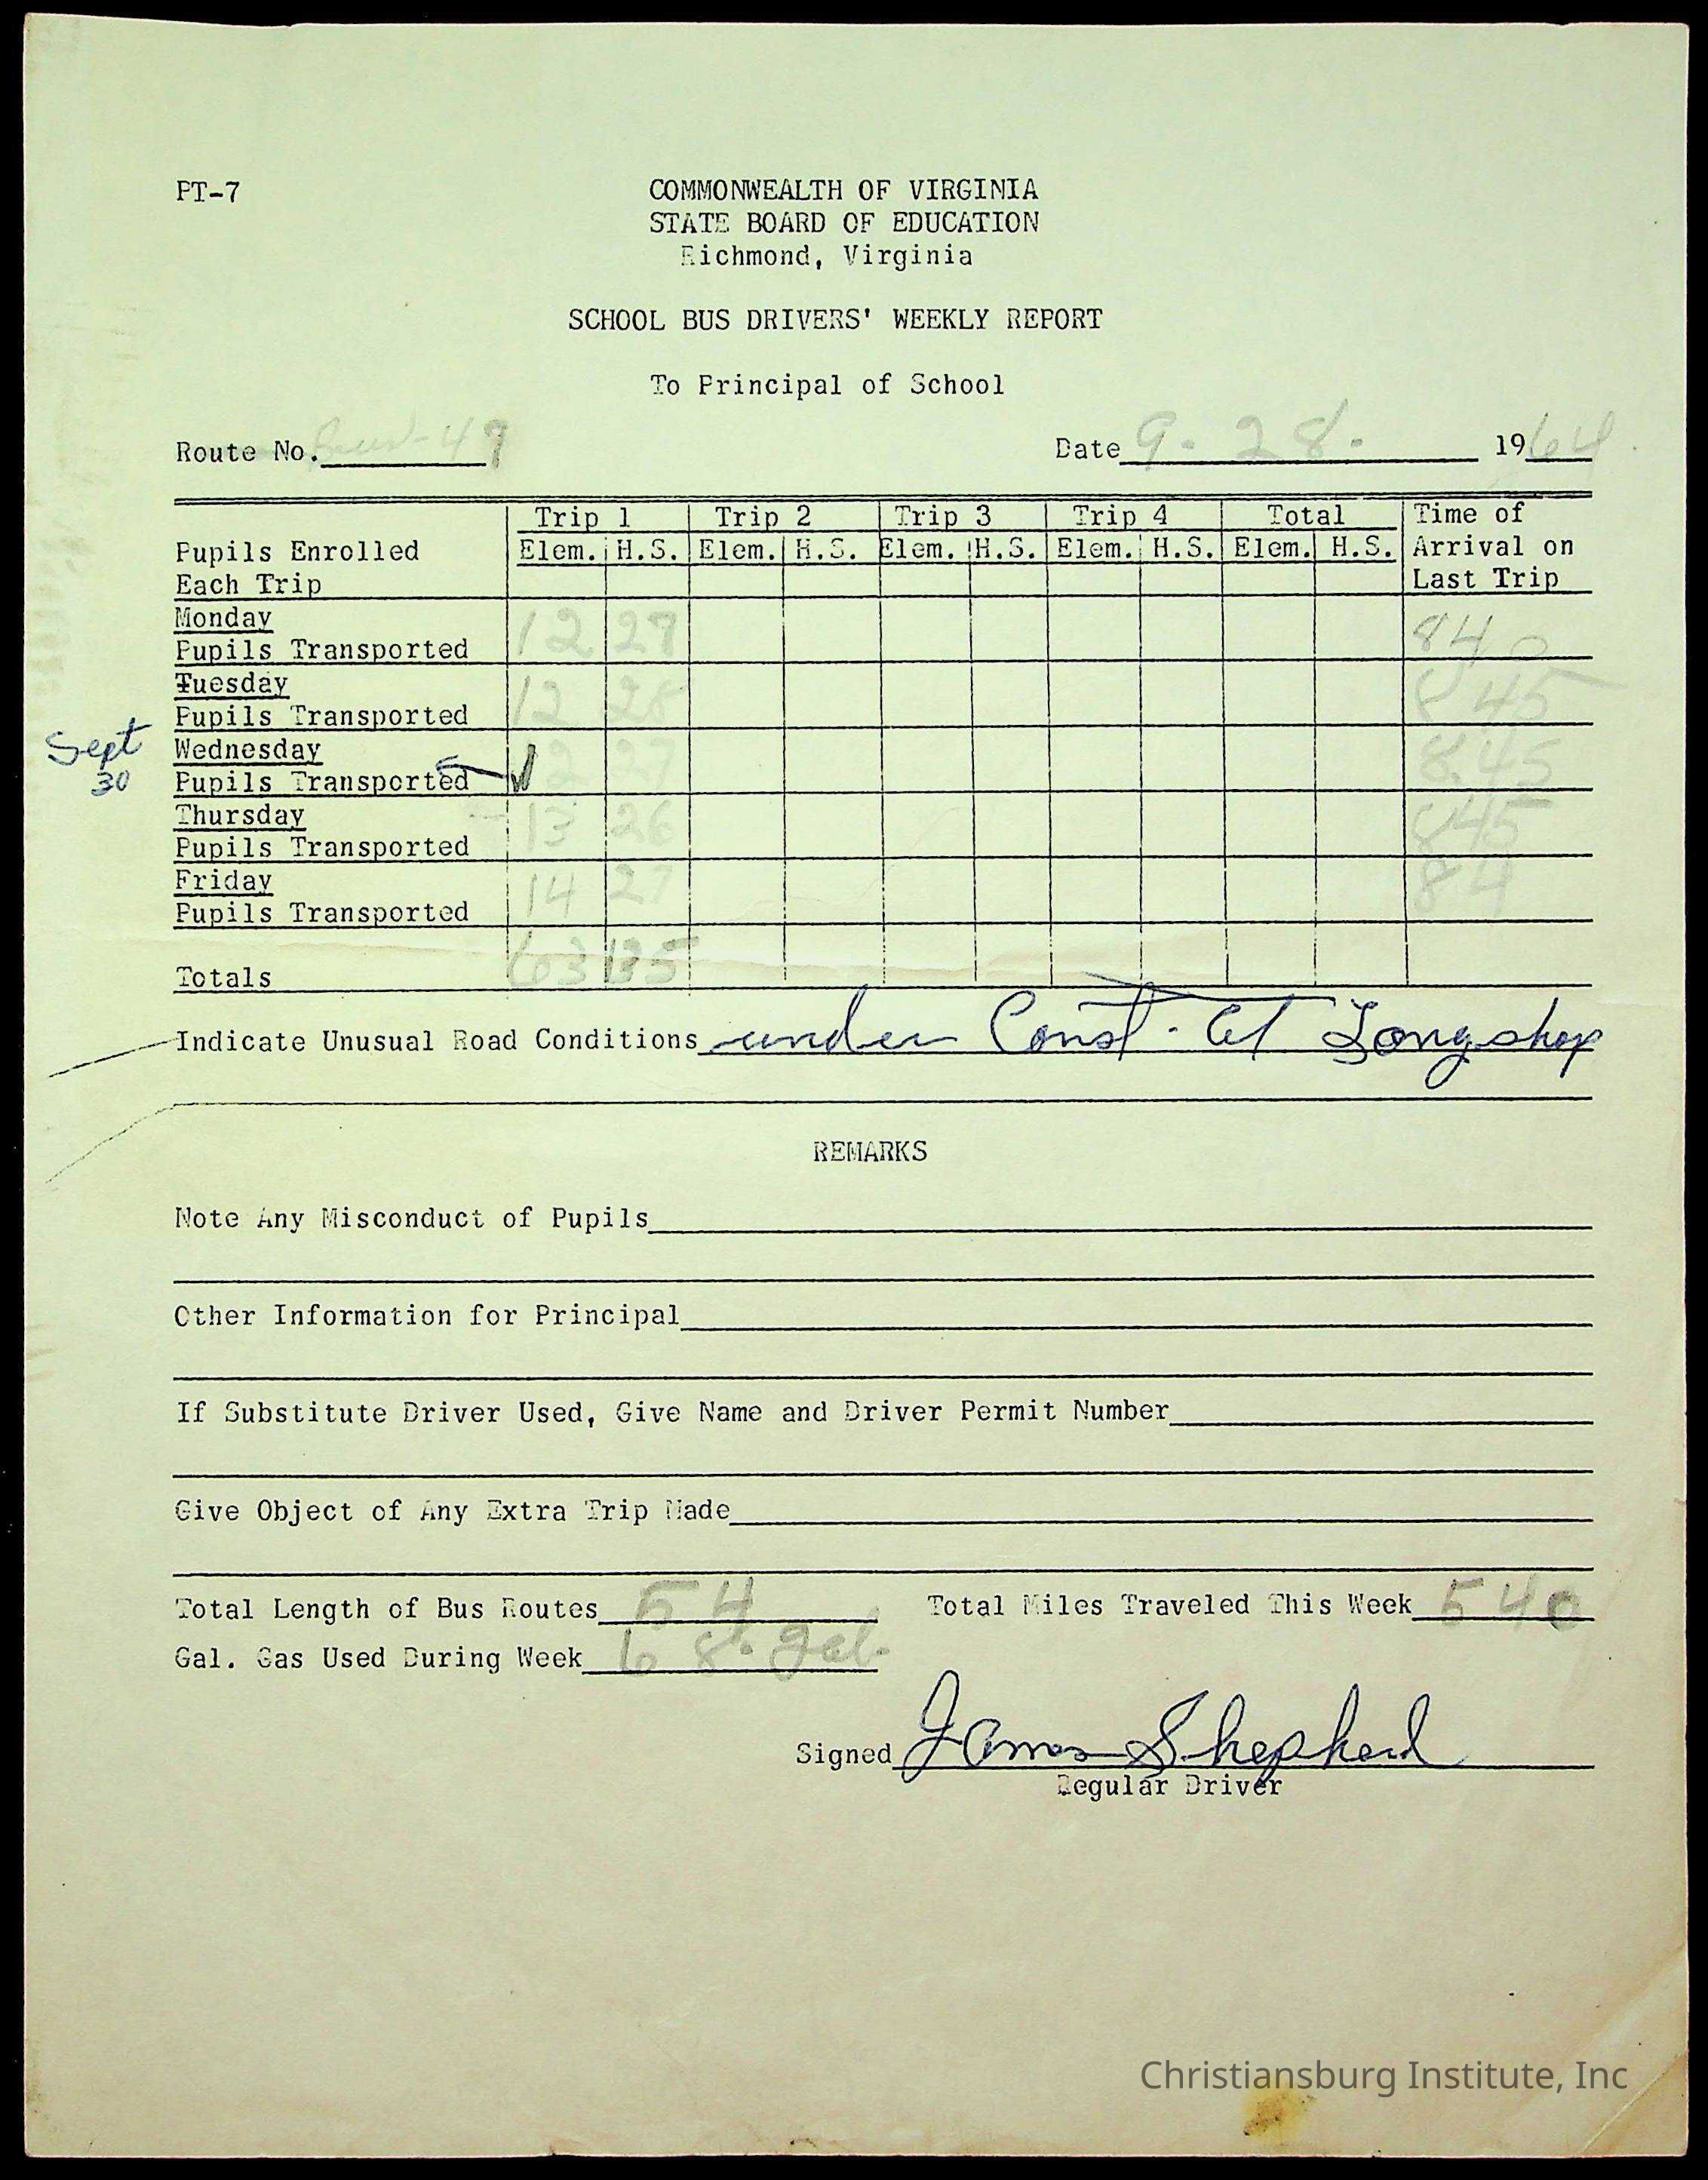 PT-7
COMMONWEALTH OF VIRGINIA
STATE BOARD OF EDUCATION
Richmond, Virginia
SCHOOL BUS DRIVERS' WEEKLY REPORT
To Principal of School
Route No. Bus-47 Date 9.28. 1964
Trip 1 Trip 2 Trip 3 Trip 4 Total Time of
Pupils Enrolled Elem. H.S. Elem. H.S. Elem. H.S. Elem. H.S. Elem. H.S. Arrival on
Each Trip Last Trip
Monday
Pupils Transported 12 27 840
Tuesday
Pupils Transported 12 28 845
Sept Wednesday
30 Pupils Transported 12 27 8.45
Thursday
Pupils Transported 13 26 845
Friday
Pupils Transported 14 27 84
Totals 63 135
Indicate Unusual Road Conditions under Const. at Longshop
REMARKS
Note Any Misconduct of Pupils
Other Information for Principal
If Substitute Driver Used, Give Name and Driver Permit Number
Give Object of Any Extra Trip Made
Total Length of Bus Routes 54 Total Miles Traveled This Week 540
Gal. Gas Used During Week 68. gal.
Signed James Shepherd
Regular Driver
Christiansburg Institute, Inc